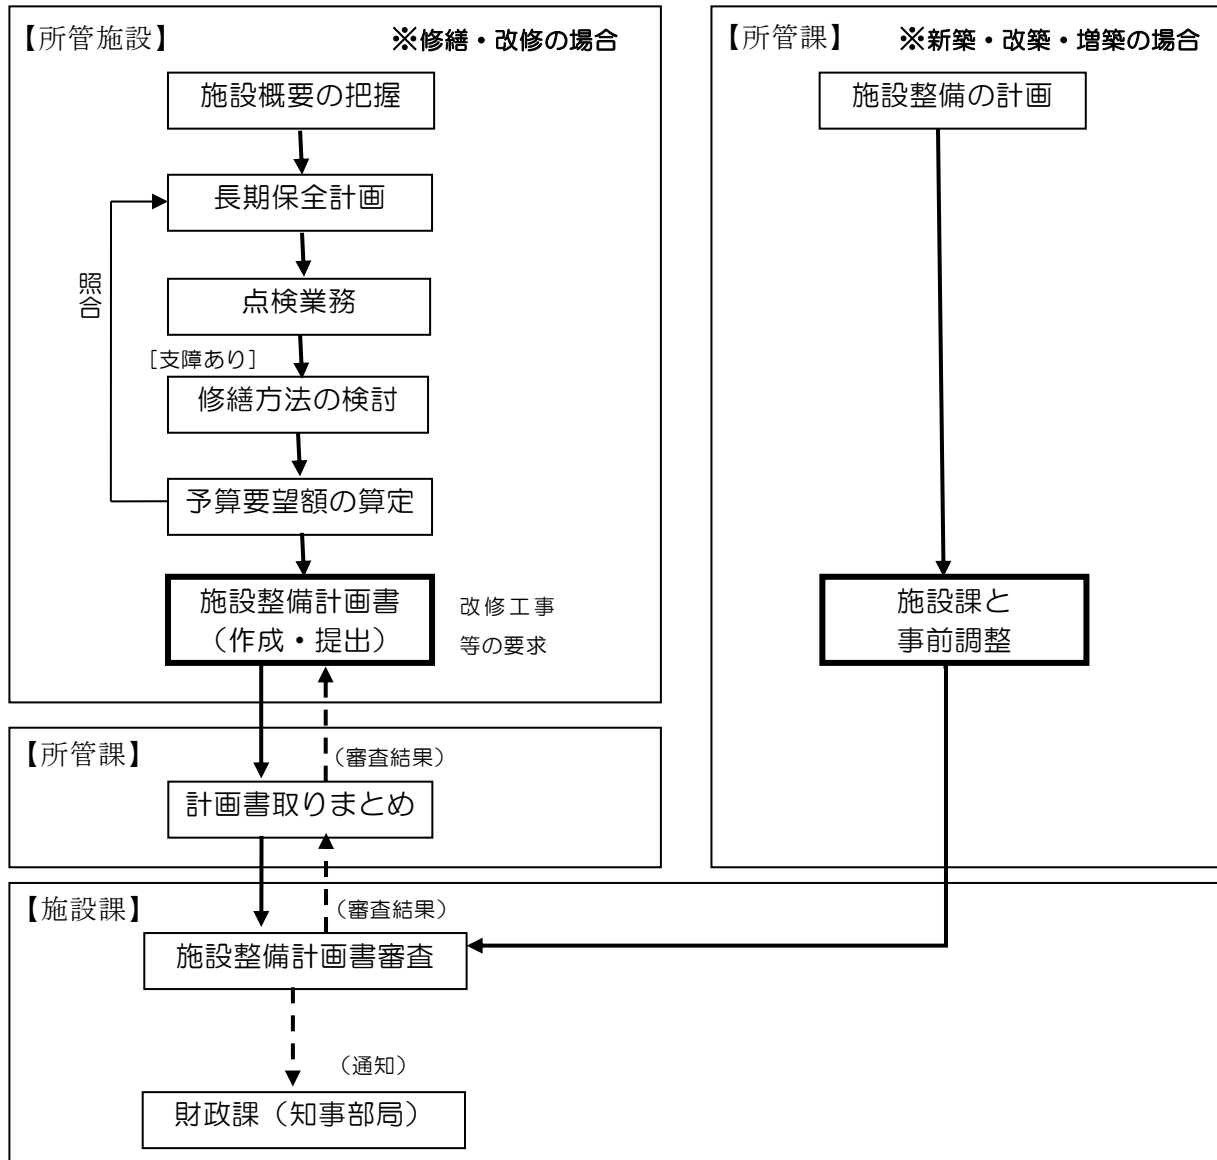 【所管施設】
※修繕・改修の場合
施設概要の把握
長期保全計画
照合
点検業務
［支障あり］
修繕方法の検討
予算要望額の算定
施設整備計画書
（作成・提出）
改修工事
等の要求
【所管課】
※新築・改築・増築の場合
施設整備の計画
施設課と
事前調整
【所管課】
（審査結果）
計画書取りまとめ
【施設課】
（審査結果）
施設整備計画書審査
（通知）
財政課（知事部局）